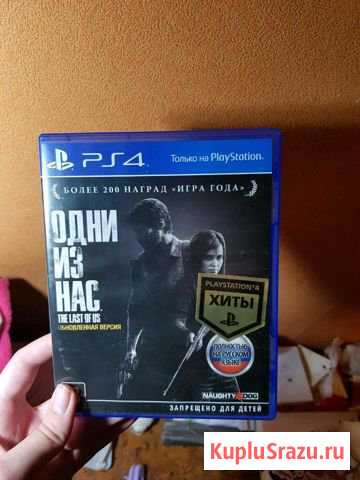 PS4
Только на PlayStation.
БОЛЕЕ 200 НАГРАД «ИГРА ГОДА»
ОДНИ
ИЗ
НАС
THE LAST OF US
ОБНОВЛЕННАЯ ВЕРСИЯ
PLAYSTATION®4
ХИТЫ
ПОЛНОСТЬЮ
НА РУССКОМ
ЯЗЫКЕ
NAUGHTY DOG
ЗАПРЕЩЕНО ДЛЯ ДЕТЕЙ
KupluSrazu.ru